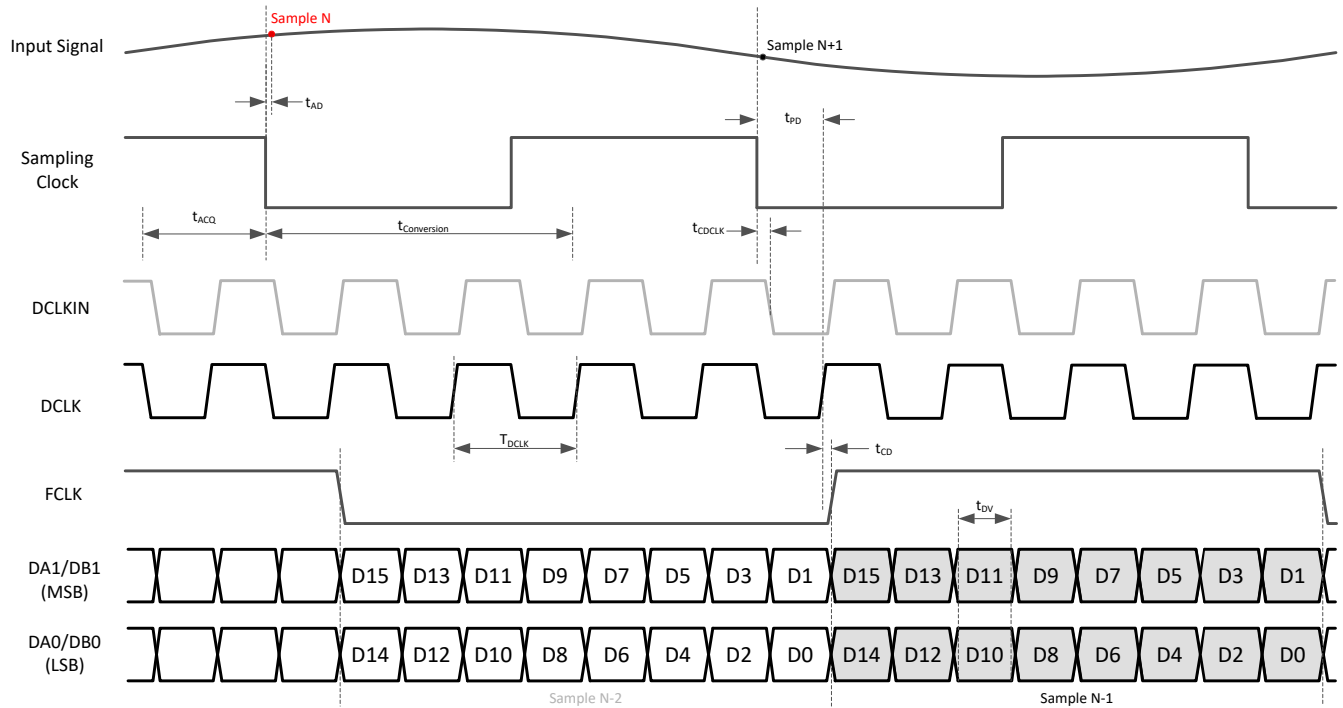 Sample N
Input Signal
Sample N+1
tAD
tPD
Sampling
Clock
tACQ
tConversion
tCDCLK
DCLKIN
DCLK
TDCLK
tCD
FCLK
tDV
DA1/DB1
(MSB)
D15 D13 D11 D9 D7 D5 D3 D1 D15 D13 D11 D9 D7 D5 D3 D1
DA0/DB0
(LSB)
D14 D12 D10 D8 D6 D4 D2 D0 D14 D12 D10 D8 D6 D4 D2 D0
Sample N-2 Sample N-1